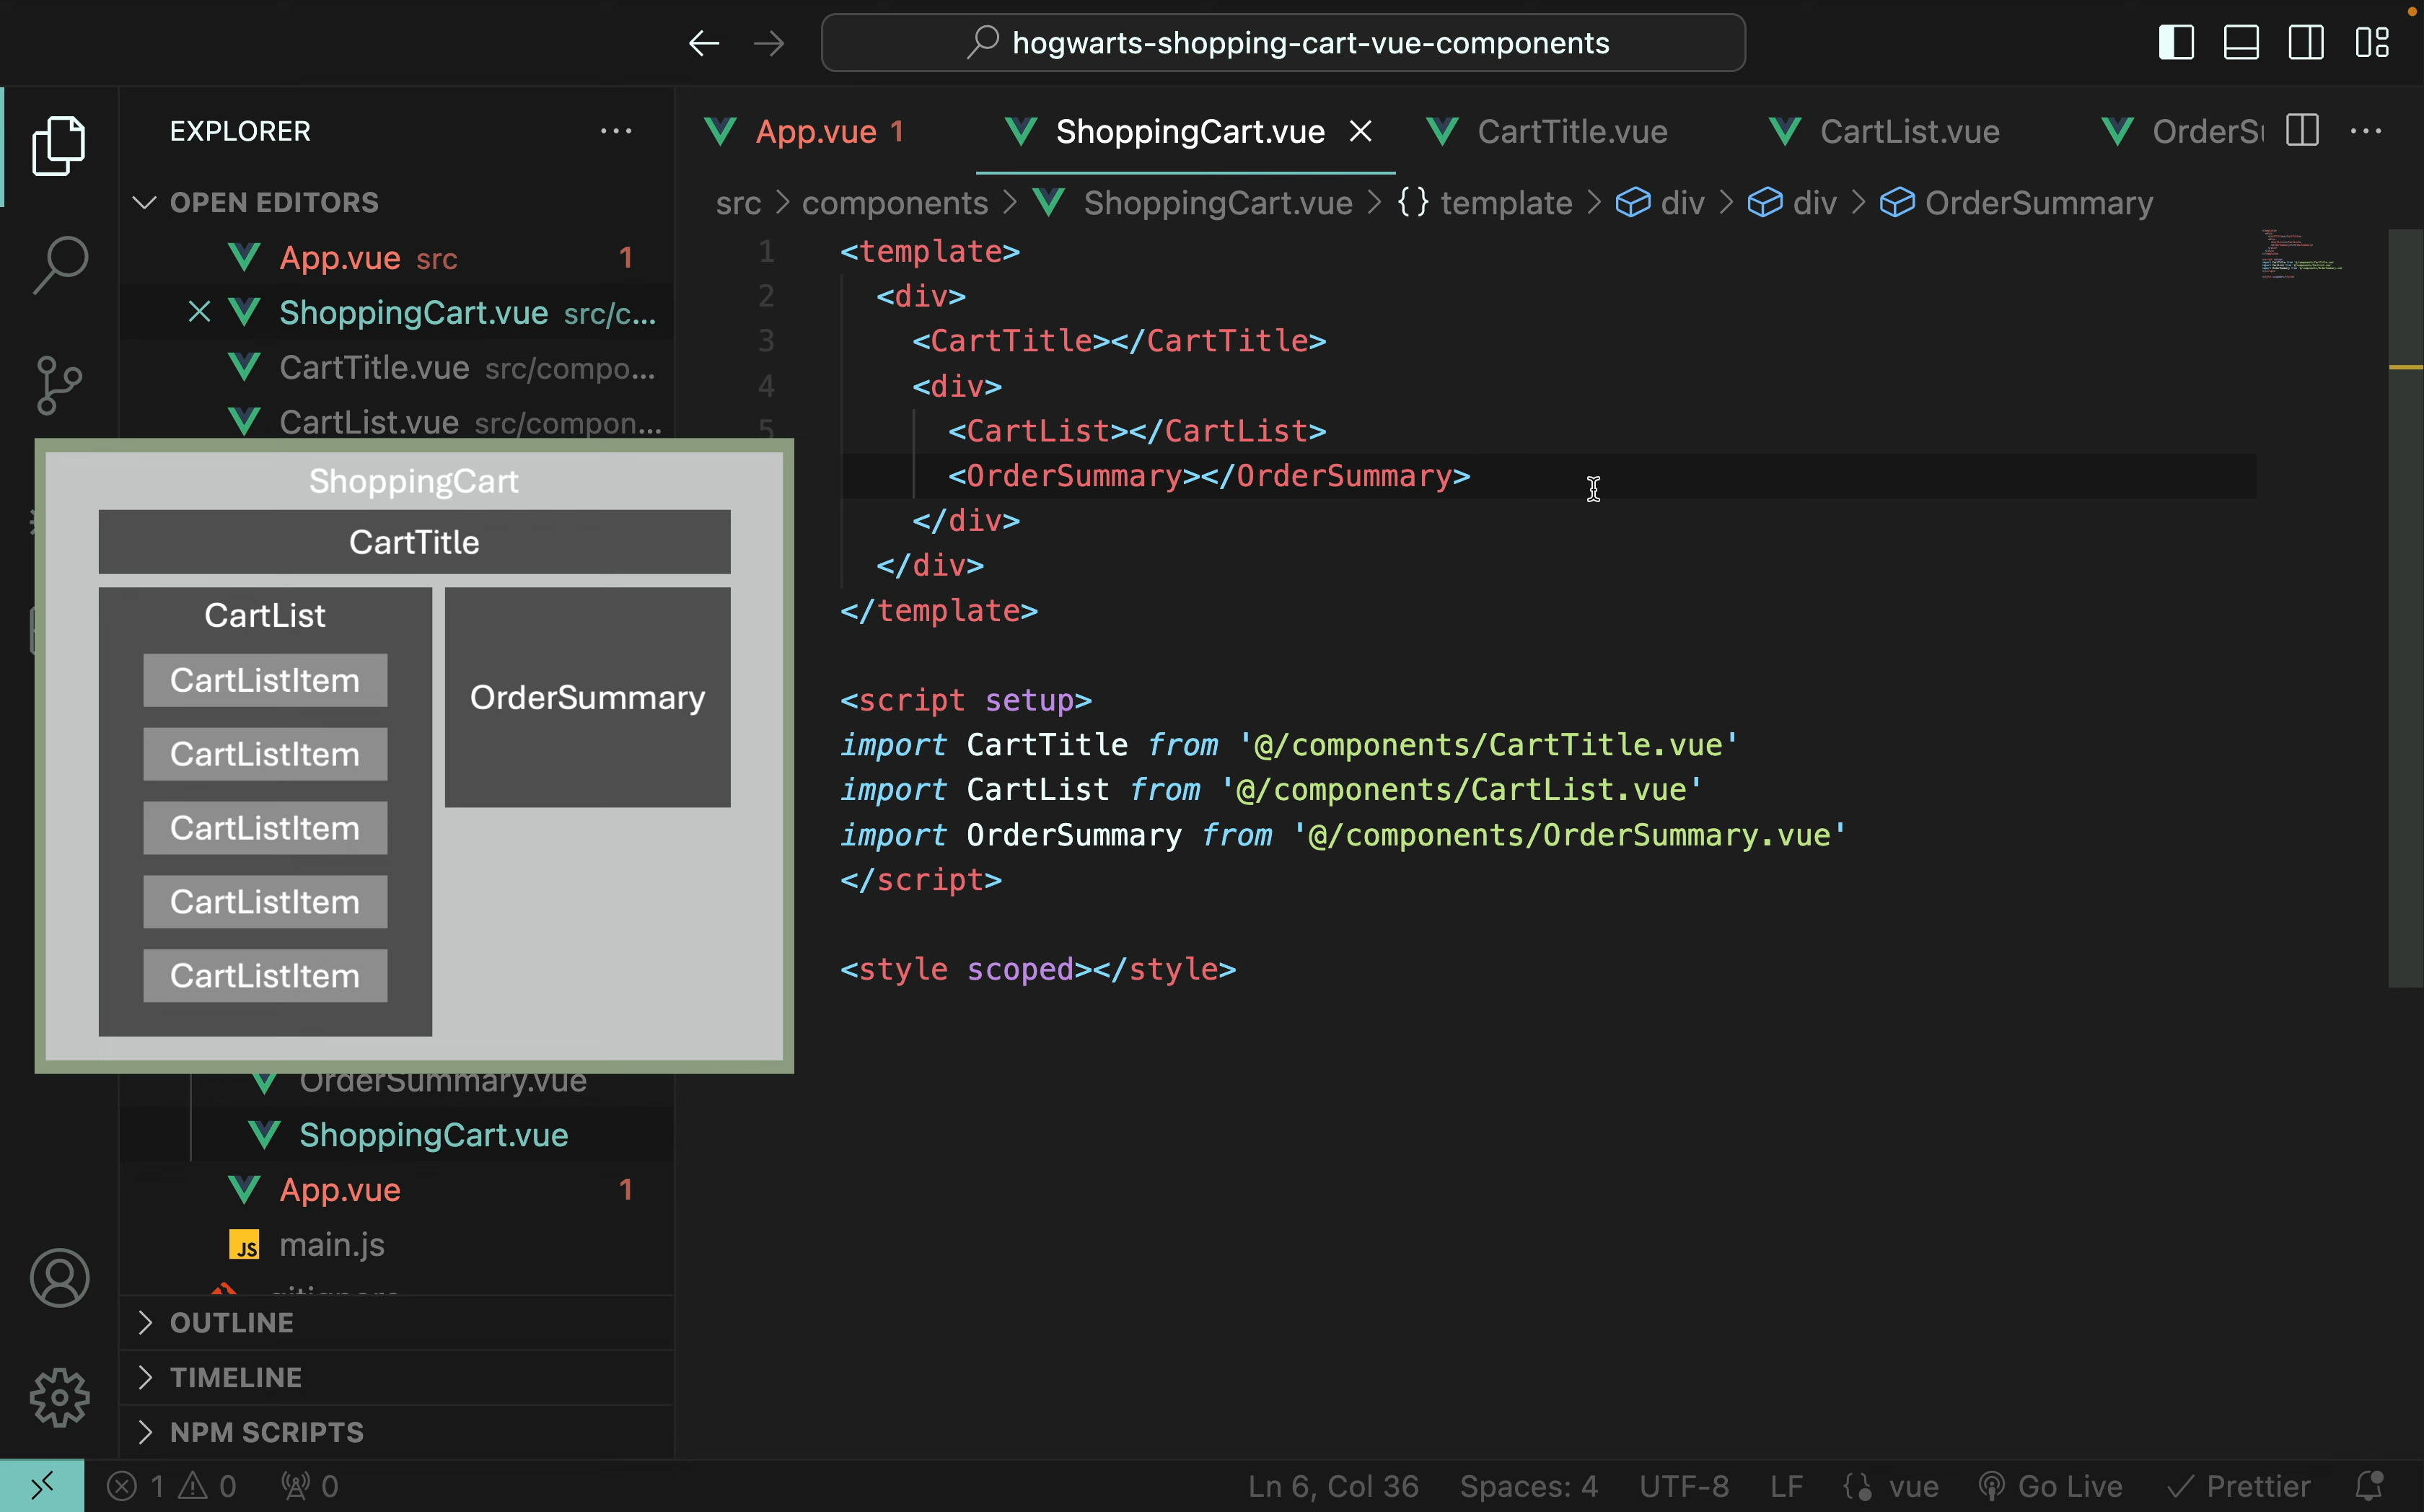 hogwarts-shopping-cart-vue-components
EXPLORER
App.vue 1
ShoppingCart.vue
CartTitle.vue
CartList.vue
OPEN EDITORS
src > components > ShoppingCart.vue > {} template > div > div > OrderSummary
App.vue src 1
ShoppingCart.vue src/c...
CartTitle.vue src/compo...
CartList.vue src/compon...
1 <template>
2 <div>
3 <CartTitle></CartTitle>
4 <div>
5 <CartList></CartList>
<OrderSummary></OrderSummary>
</div>
</div>
</template>
<script setup>
import CartTitle from '@/components/CartTitle.vue'
import CartList from '@/components/CartList.vue'
import OrderSummary from '@/components/OrderSummary.vue'
</script>
<style scoped></style>
ShoppingCart
CartTitle
CartList
CartListItem
CartListItem
CartListItem
CartListItem
CartListItem
OrderSummary
OrderSummary.vue
ShoppingCart.vue
App.vue 1
JS main.js
OUTLINE
TIMELINE
NPM SCRIPTS
1 0 0
Ln 6, Col 36 Spaces: 4 UTF-8 LF {} vue Go Live Prettier